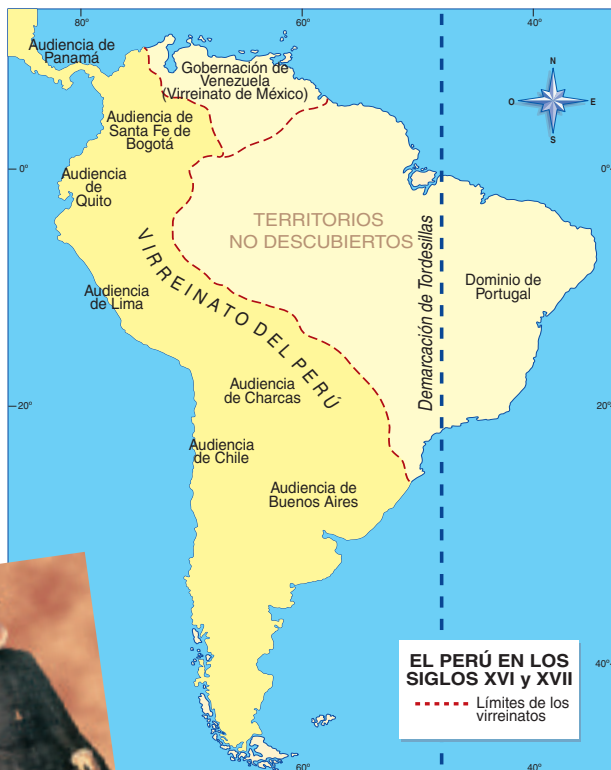 80°
60°
40°
Audiencia de
Panamá
Gobernación de
Venezuela
(Virreinato de México)
N
O
E
S
Audiencia de
Santa Fe de
Bogotá
0°
0°
Audiencia
de
Quito
TERRITORIOS
NO DESCUBIERTOS
Demarcación de Tordesillas
Dominio de
Portugal
VIRREINATO DEL PERÚ
Audiencia
de Lima
Audiencia
de Charcas
20°
20°
Audiencia
de Chile
Audiencia de
Buenos Aires
EL PERÚ EN LOS
SIGLOS XVI y XVII
Límites de los
virreinatos
40°
60°
40°